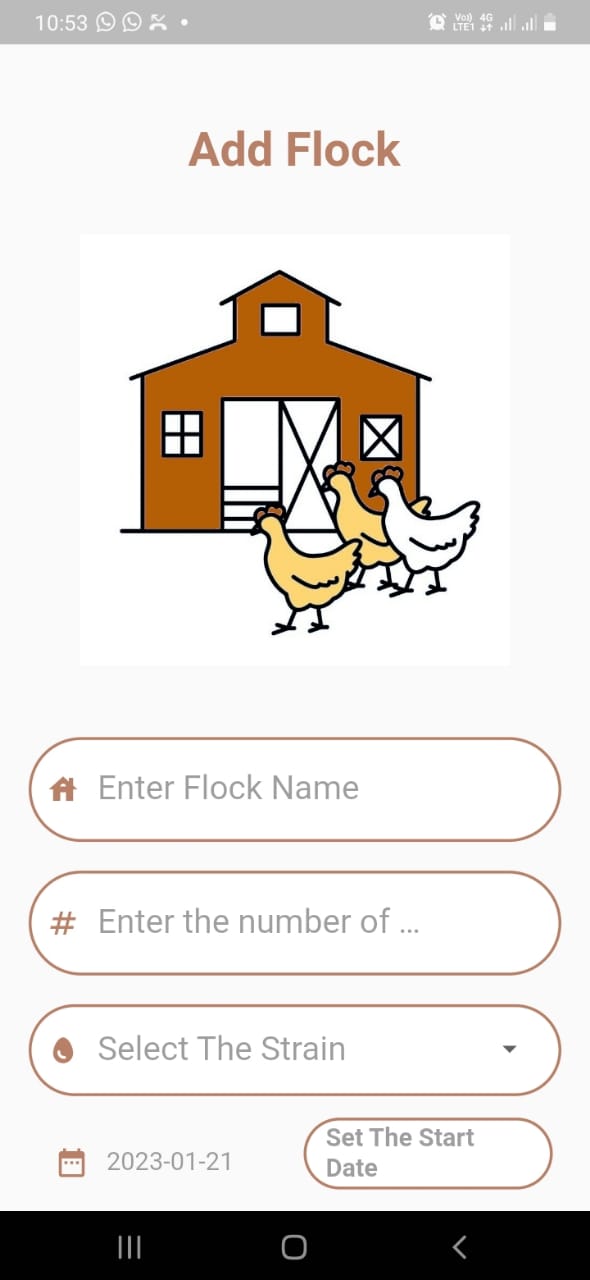 10:53
Vo) 4G
LTE1
Add Flock
Enter Flock Name
# Enter the number of ...
Select The Strain
2023-01-21
Set The Start
Date